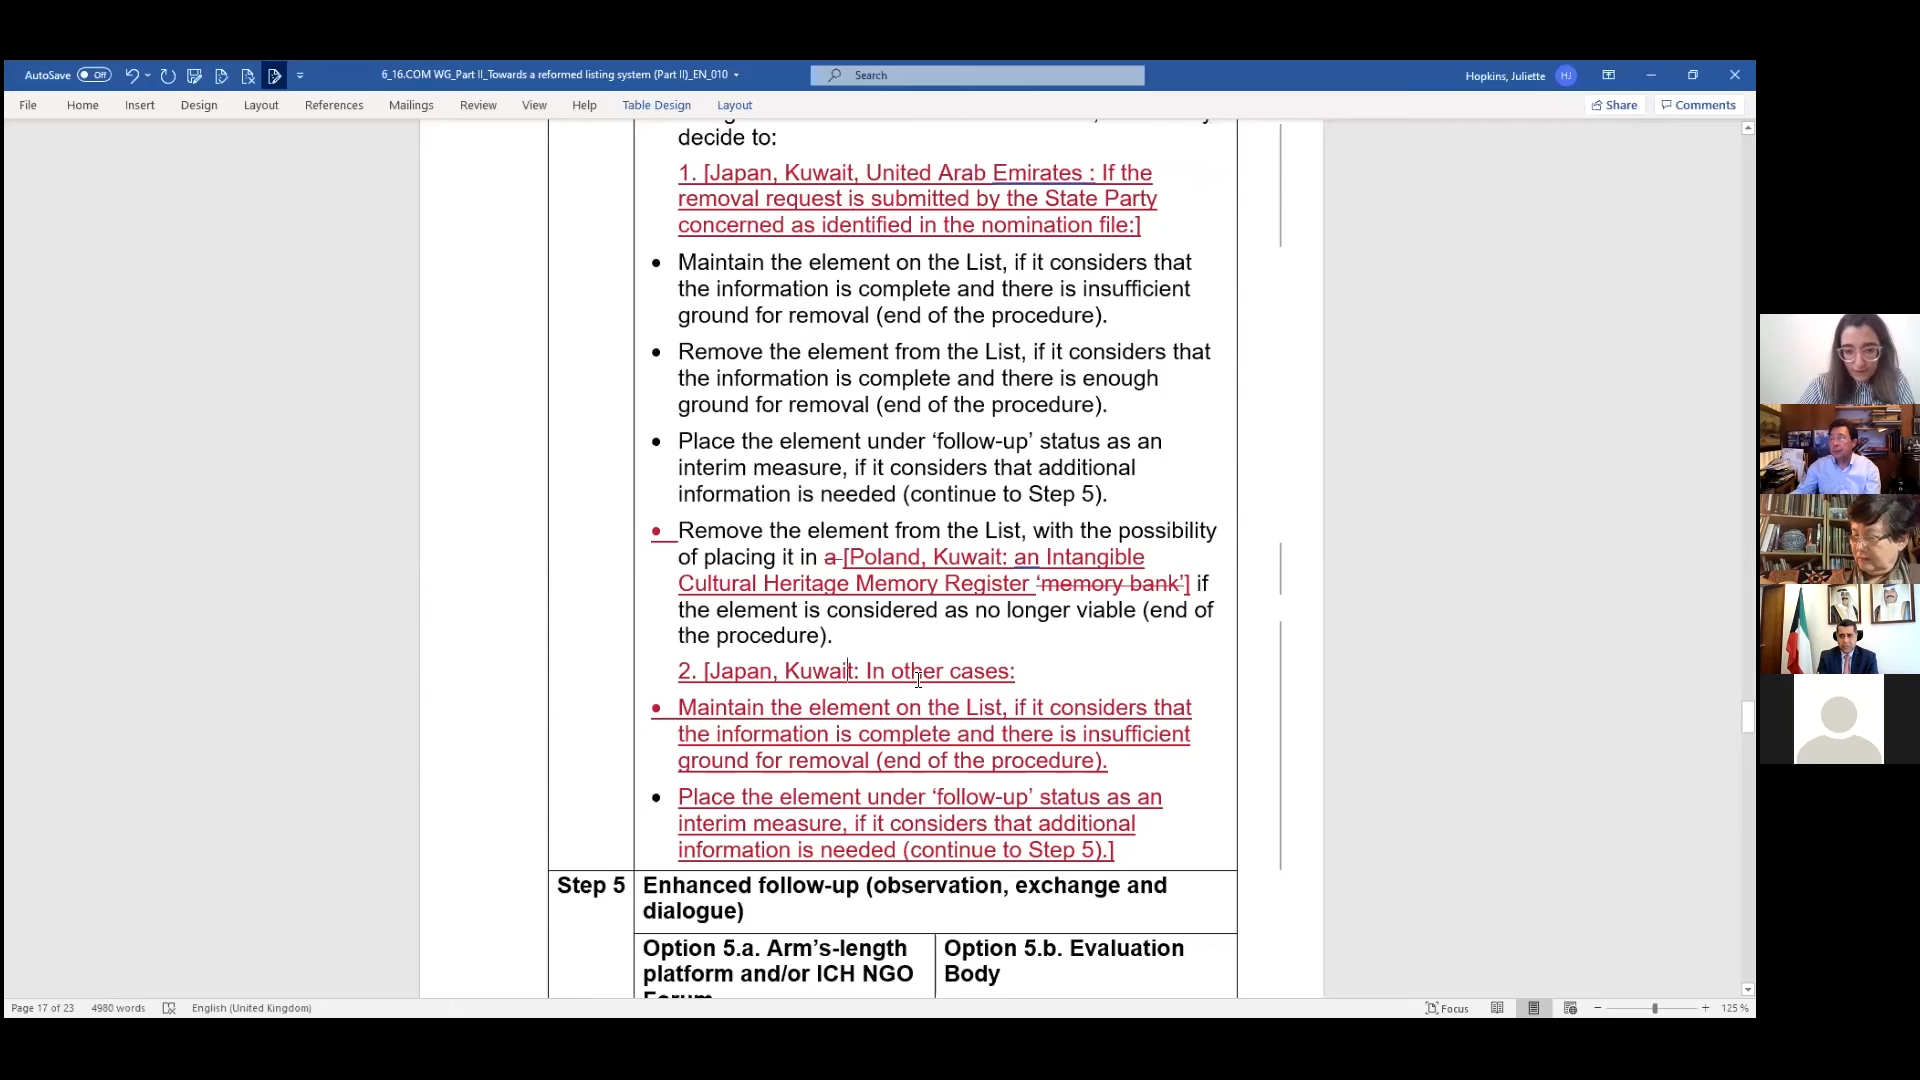 AutoSave Off 6_16.COM WG_Part II_Towards a reformed listing system (Part II)_EN_010 Search Hopkins, Juliette HJ
File Home Insert Design Layout References Mailings Review View Help Table Design Layout Share Comments
decide to:
1. [Japan, Kuwait, United Arab Emirates : If the
removal request is submitted by the State Party
concerned as identified in the nomination file:]
• Maintain the element on the List, if it considers that
the information is complete and there is insufficient
ground for removal (end of the procedure).
• Remove the element from the List, if it considers that
the information is complete and there is enough
ground for removal (end of the procedure).
• Place the element under ‘follow-up’ status as an
interim measure, if it considers that additional
information is needed (continue to Step 5).
• Remove the element from the List, with the possibility
of placing it in a [Poland, Kuwait: an Intangible
Cultural Heritage Memory Register ‘memory bank’] if
the element is considered as no longer viable (end of
the procedure).
2. [Japan, Kuwait: In other cases:
• Maintain the element on the List, if it considers that
the information is complete and there is insufficient
ground for removal (end of the procedure).
• Place the element under ‘follow-up’ status as an
interim measure, if it considers that additional
information is needed (continue to Step 5).]
Step 5 Enhanced follow-up (observation, exchange and
dialogue)
Option 5.a. Arm’s-length
platform and/or ICH NGO
Forum
Option 5.b. Evaluation
Body
Page 17 of 23 4980 words English (United Kingdom) Focus 125 %